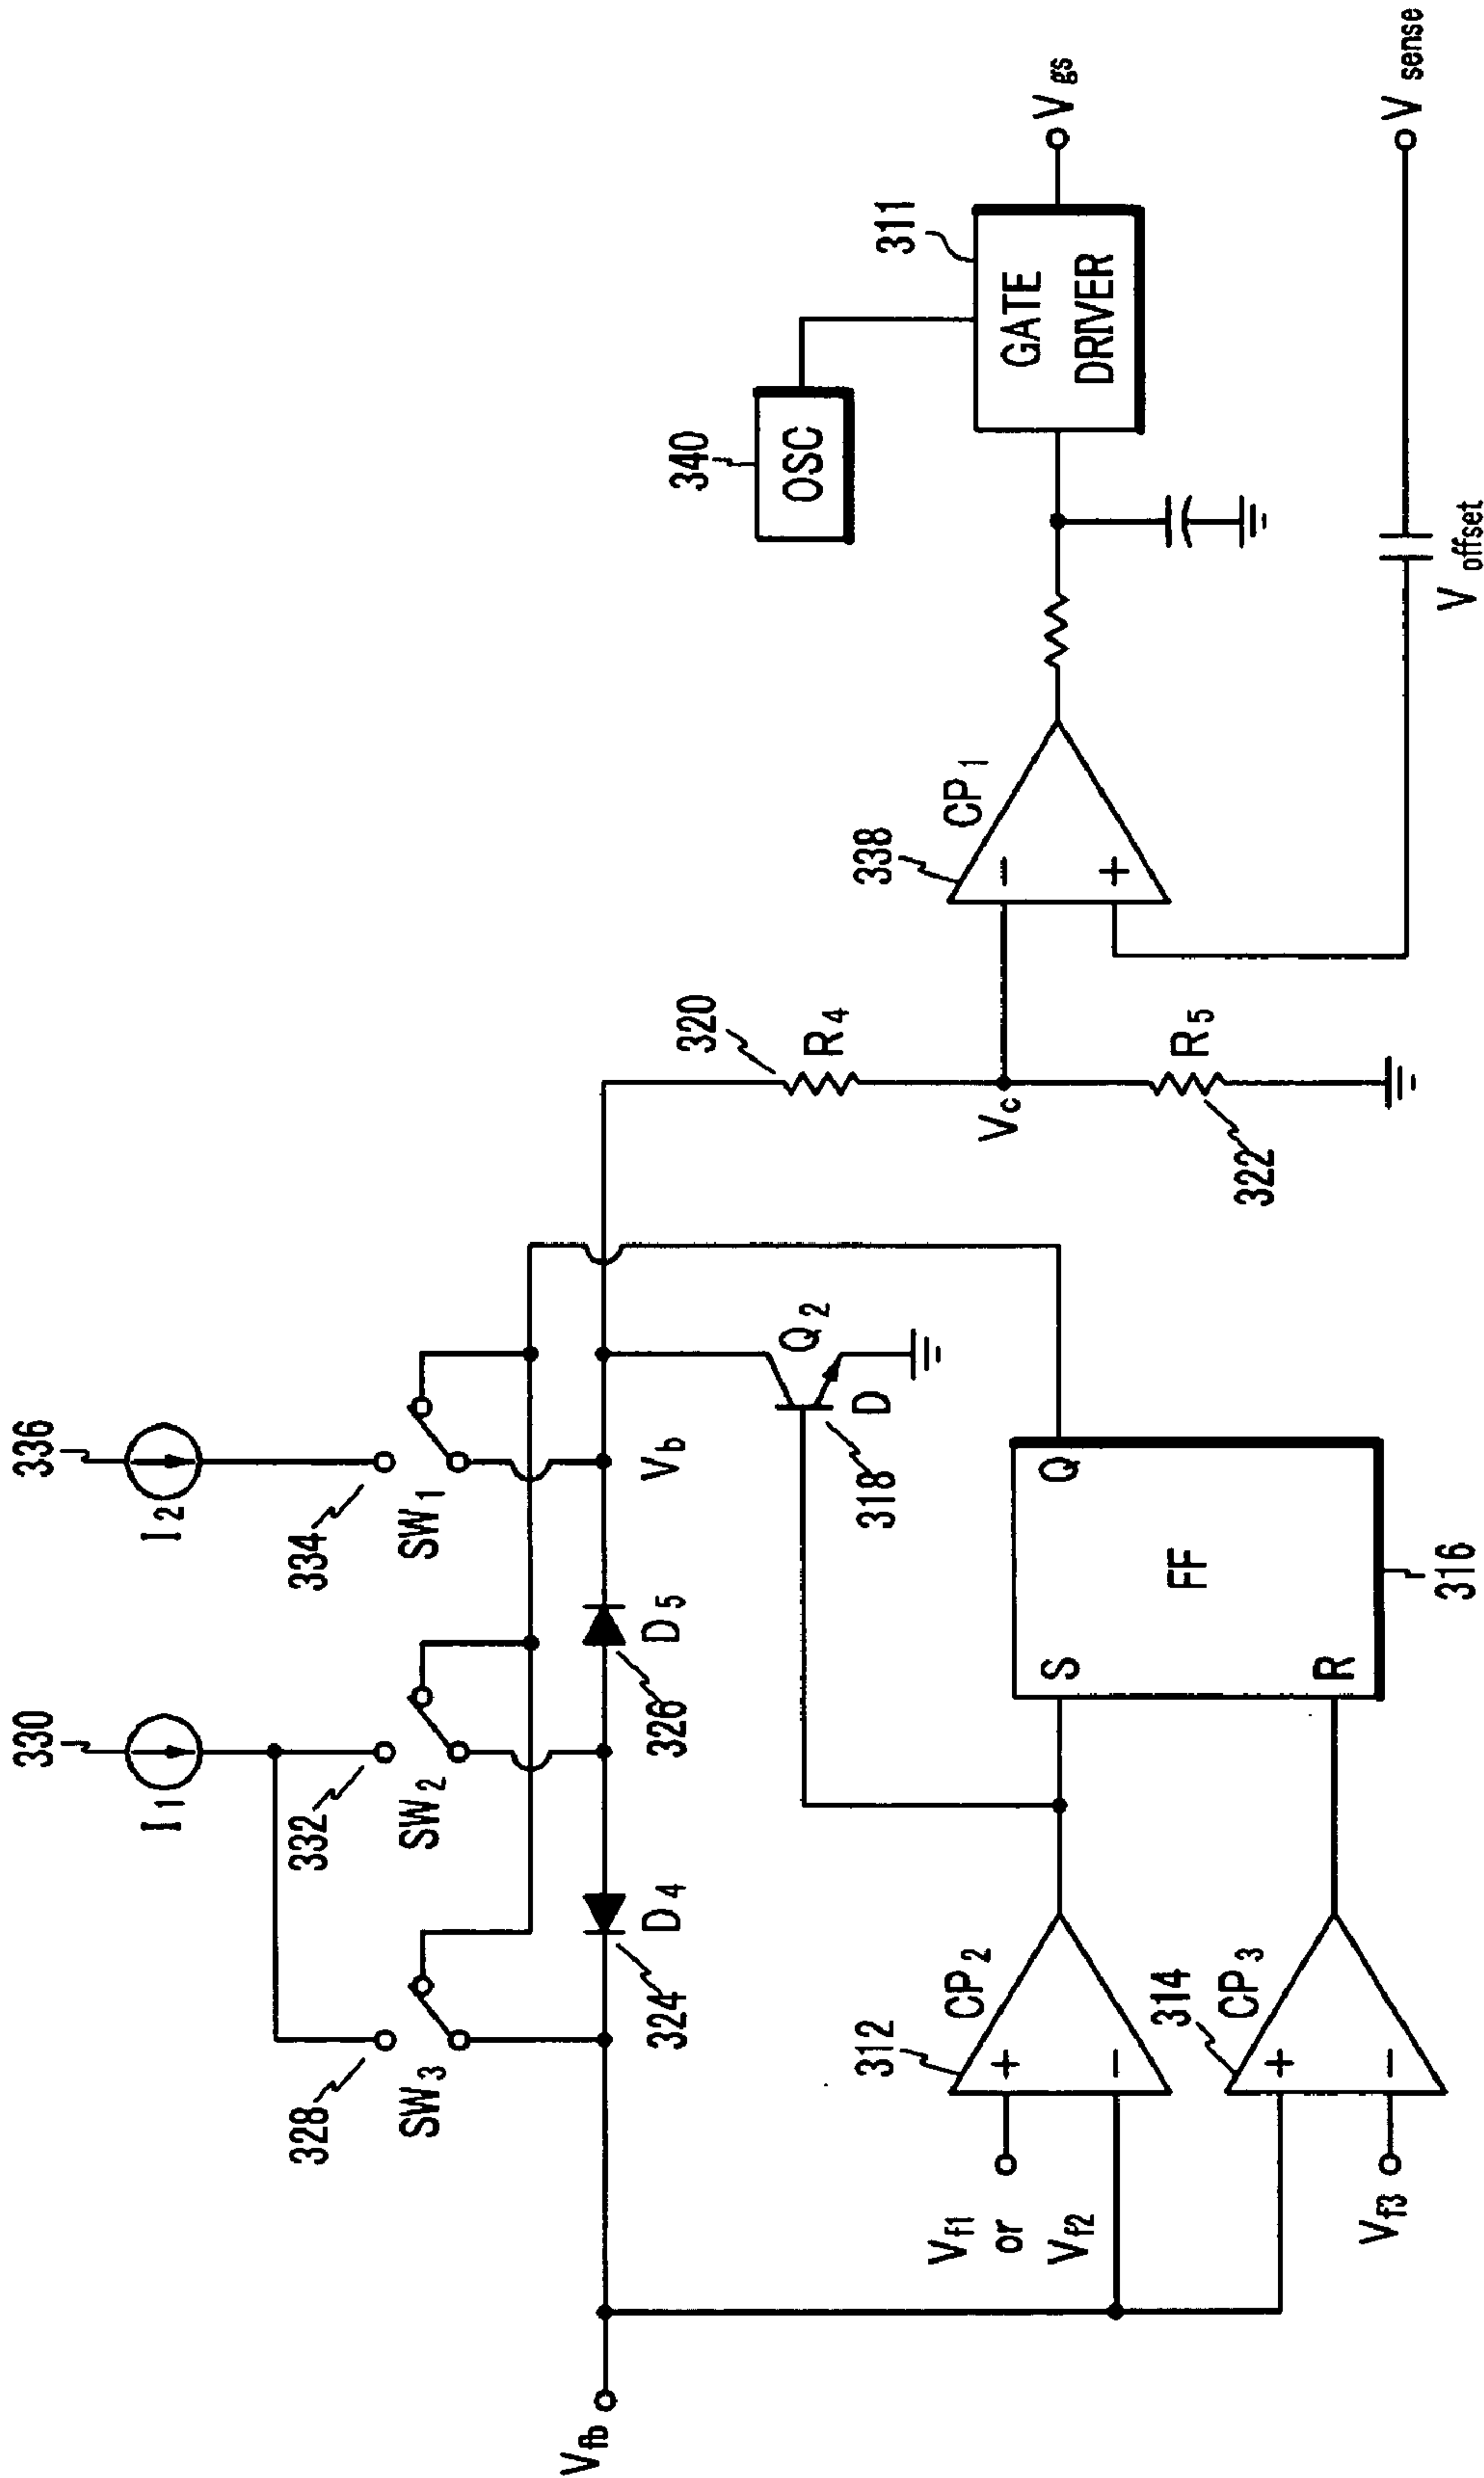 336
I2
334
SW1
Vb
330
I1
332
SW2
D5
326
328
SW3
D4
324
Vfb
320
R4
Vc
R5
322
Q2
D
318
338
CP1
−
+
340
OSC
311
GATE
DRIVER
Vgs
Voffset
Vsense
312
CP2
+
−
Vf1
or
Vf2
314
CP3
+
−
Vf3
S
Q
FF
R
316